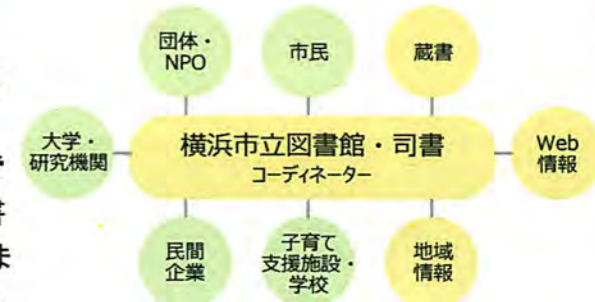 団体・
NPO
市民
蔵書
大学・
研究機関
横浜市立図書館・司書
コーディネーター
Web
情報
民間
企業
子育て
支援施設・
学校
地域
情報
ま